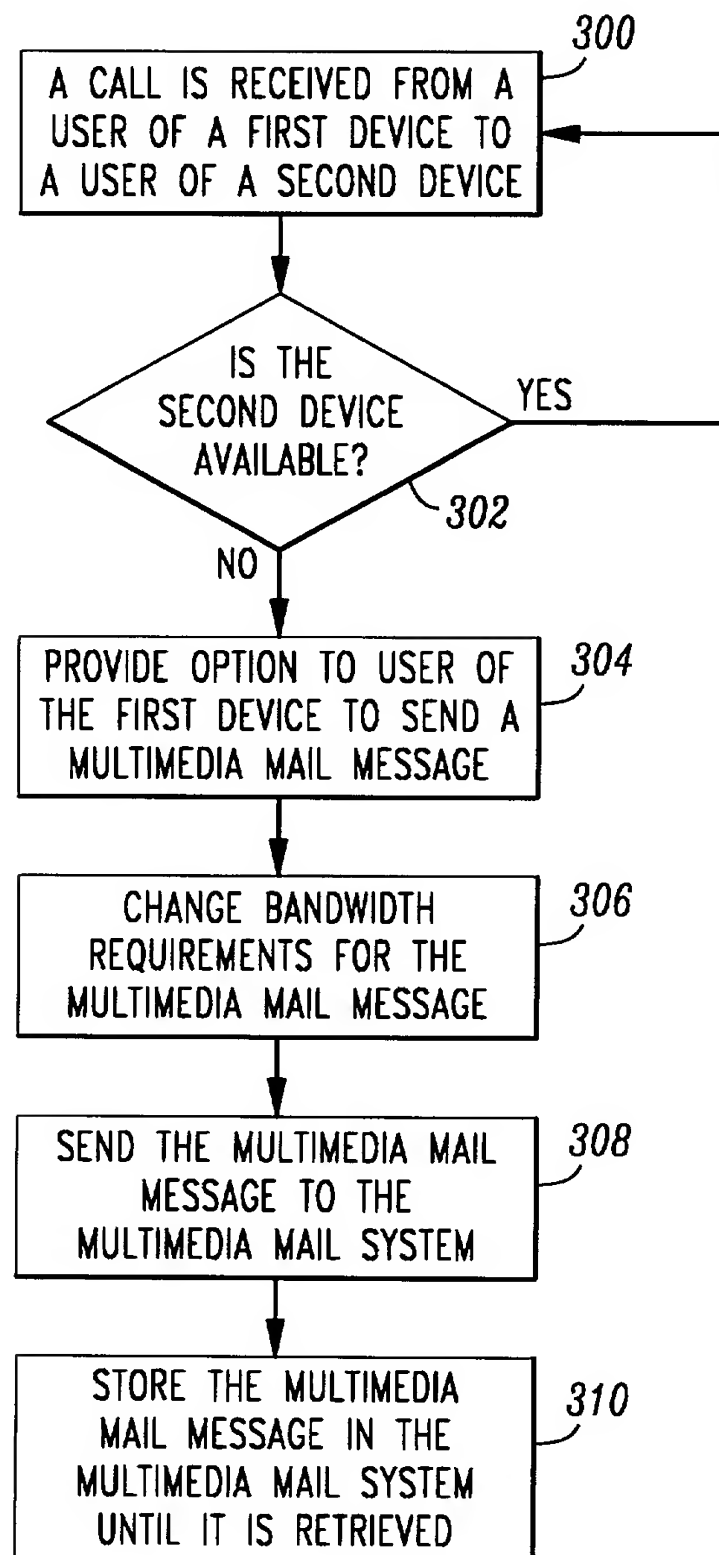 300
A CALL IS RECEIVED FROM A
USER OF A FIRST DEVICE TO
A USER OF A SECOND DEVICE
IS THE
SECOND DEVICE
AVAILABLE?
YES
302
NO
PROVIDE OPTION TO USER OF
THE FIRST DEVICE TO SEND A
MULTIMEDIA MAIL MESSAGE
304
CHANGE BANDWIDTH
REQUIREMENTS FOR THE
MULTIMEDIA MAIL MESSAGE
306
SEND THE MULTIMEDIA MAIL
MESSAGE TO THE
MULTIMEDIA MAIL SYSTEM
308
STORE THE MULTIMEDIA
MAIL MESSAGE IN THE
MULTIMEDIA MAIL SYSTEM
UNTIL IT IS RETRIEVED
310